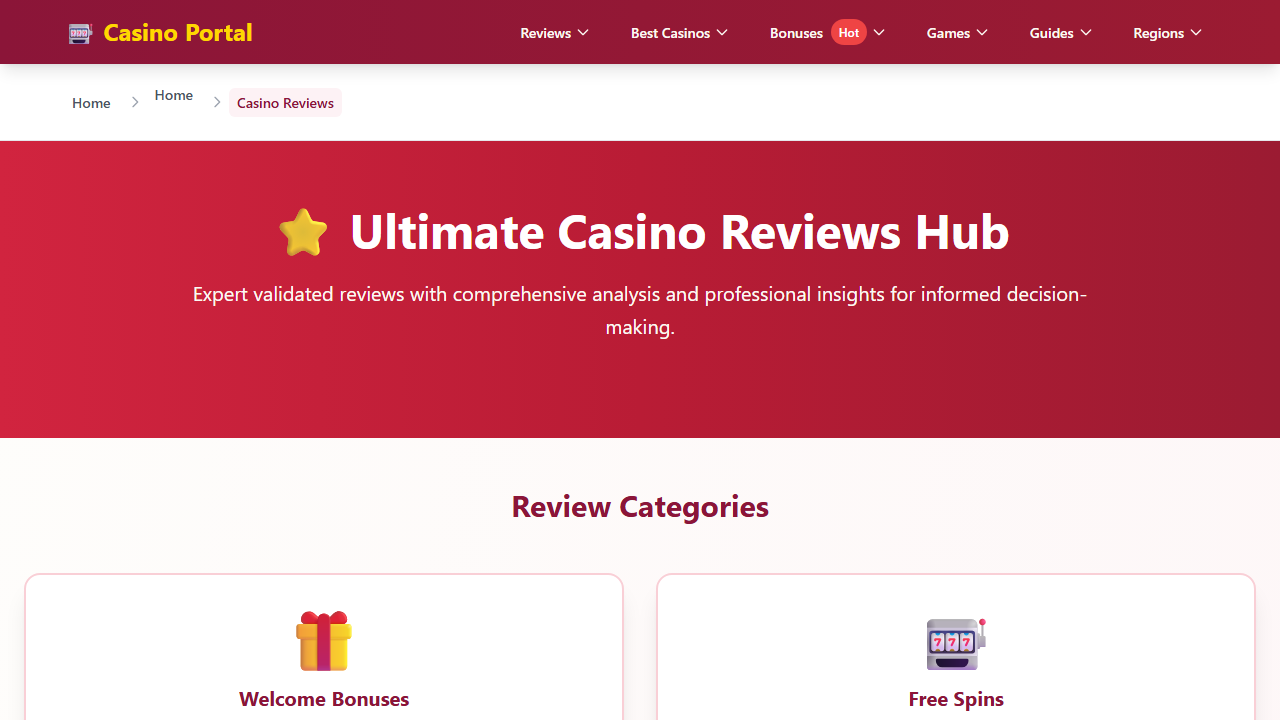 Casino Portal
Reviews
Best Casinos
Bonuses Hot
Games
Guides
Regions
Home
Home
Casino Reviews
Ultimate Casino Reviews Hub
Expert validated reviews with comprehensive analysis and professional insights for informed decision-
making.
Review Categories
777
Welcome Bonuses
Free Spins